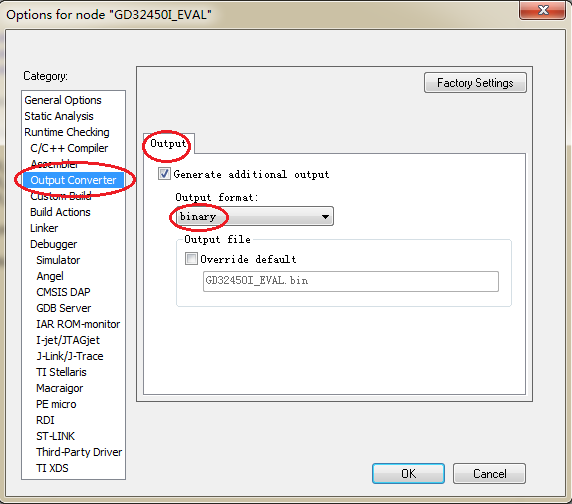 Options for node "GD32450I_EVAL"
Category:
General Options
Static Analysis
Runtime Checking
C/C++ Compiler
Assembler
Output Converter
Custom Build
Build Actions
Linker
Debugger
Simulator
Angel
CMSIS DAP
GDB Server
IAR ROM-monitor
I-jet/JTAGjet
J-Link/J-Trace
TI Stellaris
Macraigor
PE micro
RDI
ST-LINK
Third-Party Driver
TI XDS
Factory Settings
Output
Generate additional output
Output format:
binary
Output file
Override default
GD32450I_EVAL.bin
OK
Cancel